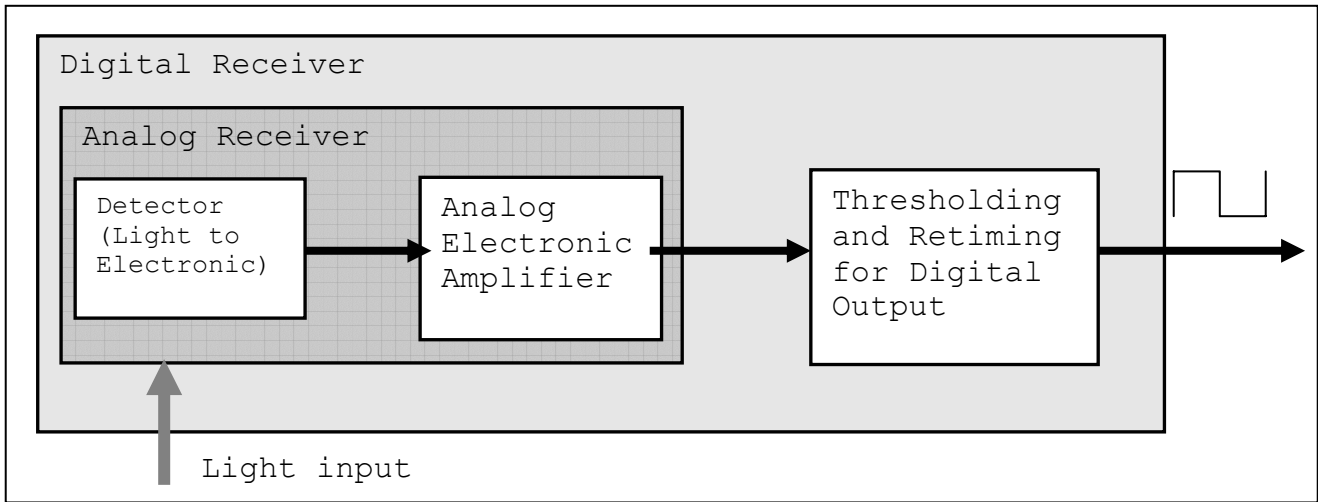 Digital Receiver
Analog Receiver
Detector
(Light to
Electronic)
Analog
Electronic
Amplifier
Thresholding
and Retiming
for Digital
Output
Light input